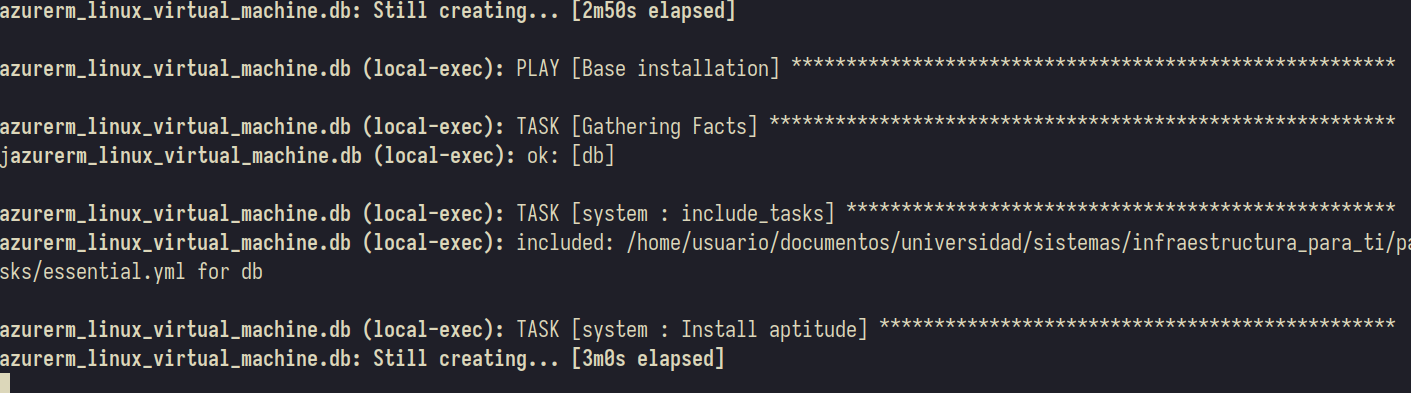 azurerm_linux_virtual_machine.db: Still creating... [2m50s elapsed]
azurerm_linux_virtual_machine.db (local-exec): PLAY [Base installation] *******************************************************
azurerm_linux_virtual_machine.db (local-exec): TASK [Gathering Facts] *********************************************************
jazurerm_linux_virtual_machine.db (local-exec): ok: [db]
azurerm_linux_virtual_machine.db (local-exec): TASK [system : include_tasks] **************************************************
azurerm_linux_virtual_machine.db (local-exec): included: /home/usuario/documentos/universidad/sistemas/infraestructura_para_ti/pa
sks/essential.yml for db
azurerm_linux_virtual_machine.db (local-exec): TASK [system : Install aptitude] ***********************************************
azurerm_linux_virtual_machine.db: Still creating... [3m0s elapsed]